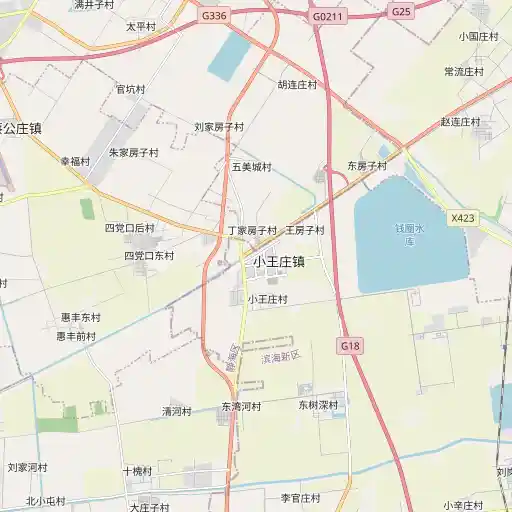 满井子村
太平村
G336
G0211
G25
小国庄村
常流庄村
官坑村
胡连庄村
赵连庄村
公庄镇
刘家房子村
幸福村
朱家房子村
五美城村
东房子村
村
四党口后村
丁家房子村
王房子村
X423
钱圈水
库
四党口东村
小王庄镇
小王庄村
惠丰东村
惠丰前村
G18
静海区
滨海新区
清河村
东湾河村
东树深村
刘家河村
十槐村
北小屯村
大庄子村
李官庄村
小辛庄村
刘岗